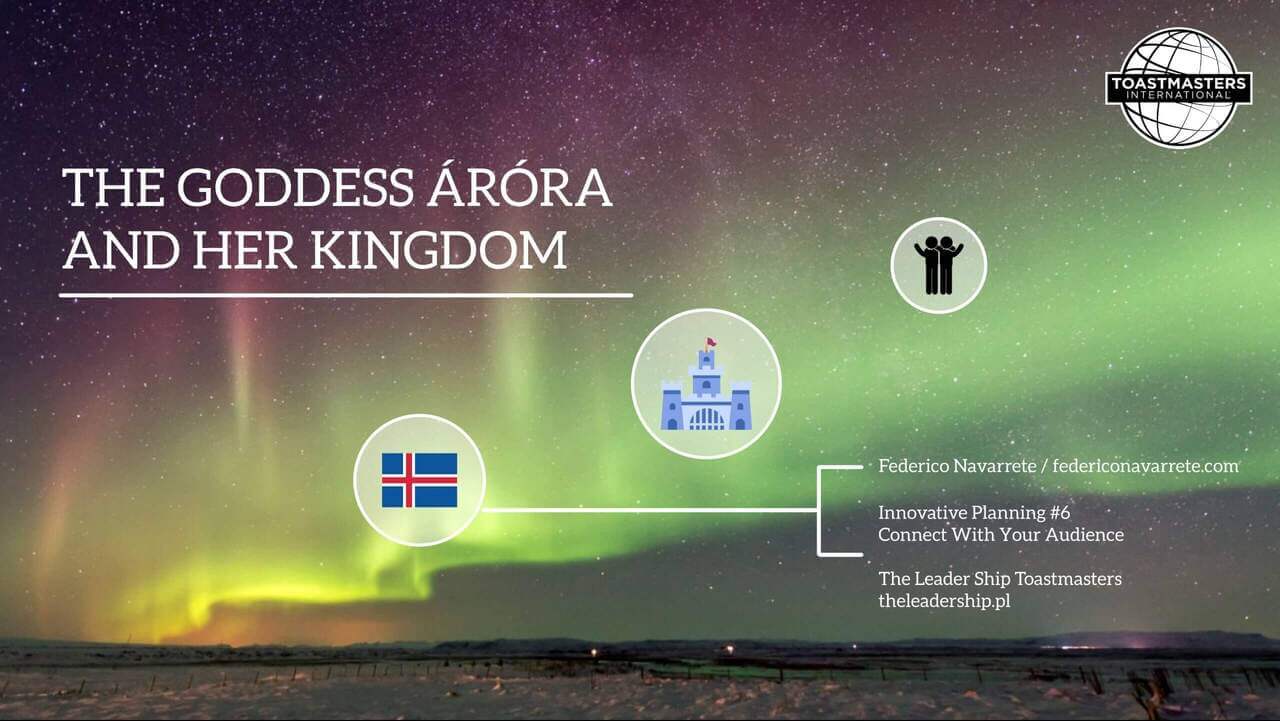 TOASTMASTERS
INTERNATIONAL
THE GODDESS ÁRÓRA
AND HER KINGDOM
Federico Navarrete / federiconavarrete.com
Innovative Planning #6
Connect With Your Audience
The Leader Ship Toastmasters
theleadership.pl